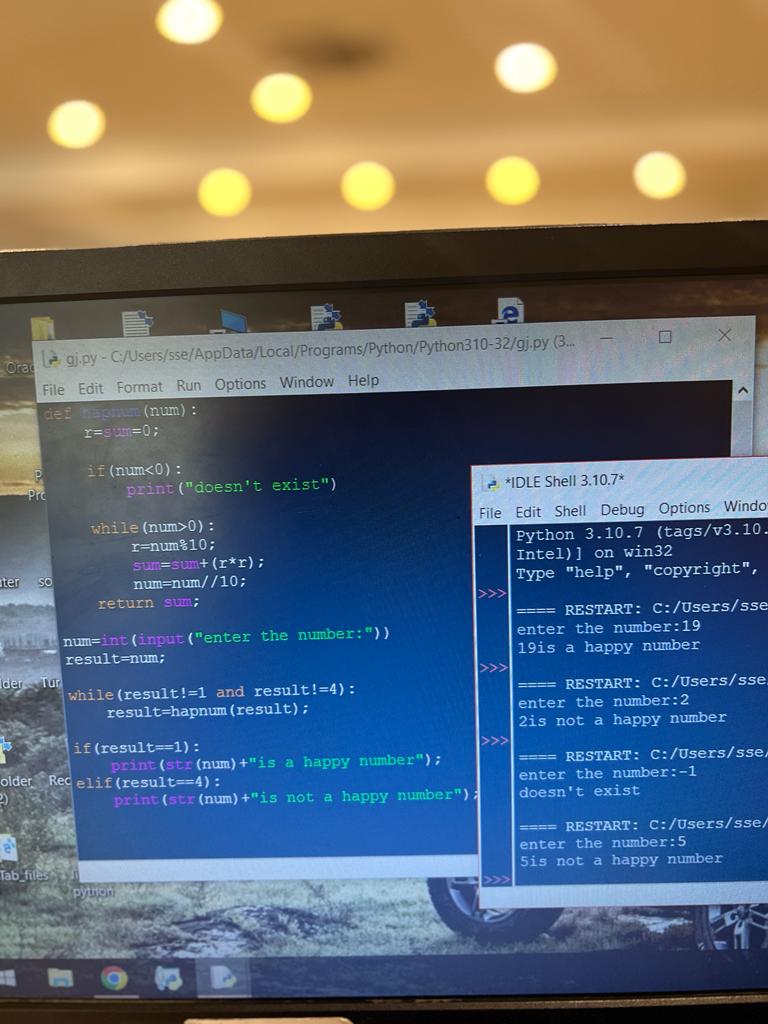 gj.py - C:/Users/sse/AppData/Local/Programs/Python/Python310-32/gj.py (3...
File Edit Format Run Options Window Help
def hapnum(num):
r=sum=0;
if(num<0):
print("doesn't exist")
while(num>0):
r=num%10;
sum=sum+(r*r);
num=num//10;
return sum;
num=int(input("enter the number:"))
result=num;
while(result!=1 and result!=4):
result=hapnum(result);
if(result==1):
print(str(num)+"is a happy number");
elif(result==4):
print(str(num)+"is not a happy number");
*IDLE Shell 3.10.7*
File Edit Shell Debug Options Windo
Python 3.10.7 (tags/v3.10.
Intel)] on win32
Type "help", "copyright",
>>>
==== RESTART: C:/Users/sse
enter the number:19
19is a happy number
>>>
==== RESTART: C:/Users/sse
enter the number:2
2is not a happy number
>>>
==== RESTART: C:/Users/sse/
enter the number:-1
doesn't exist
==== RESTART: C:/Users/sse/
enter the number:5
5is not a happy number
>>>
Orac
Tab_files
python